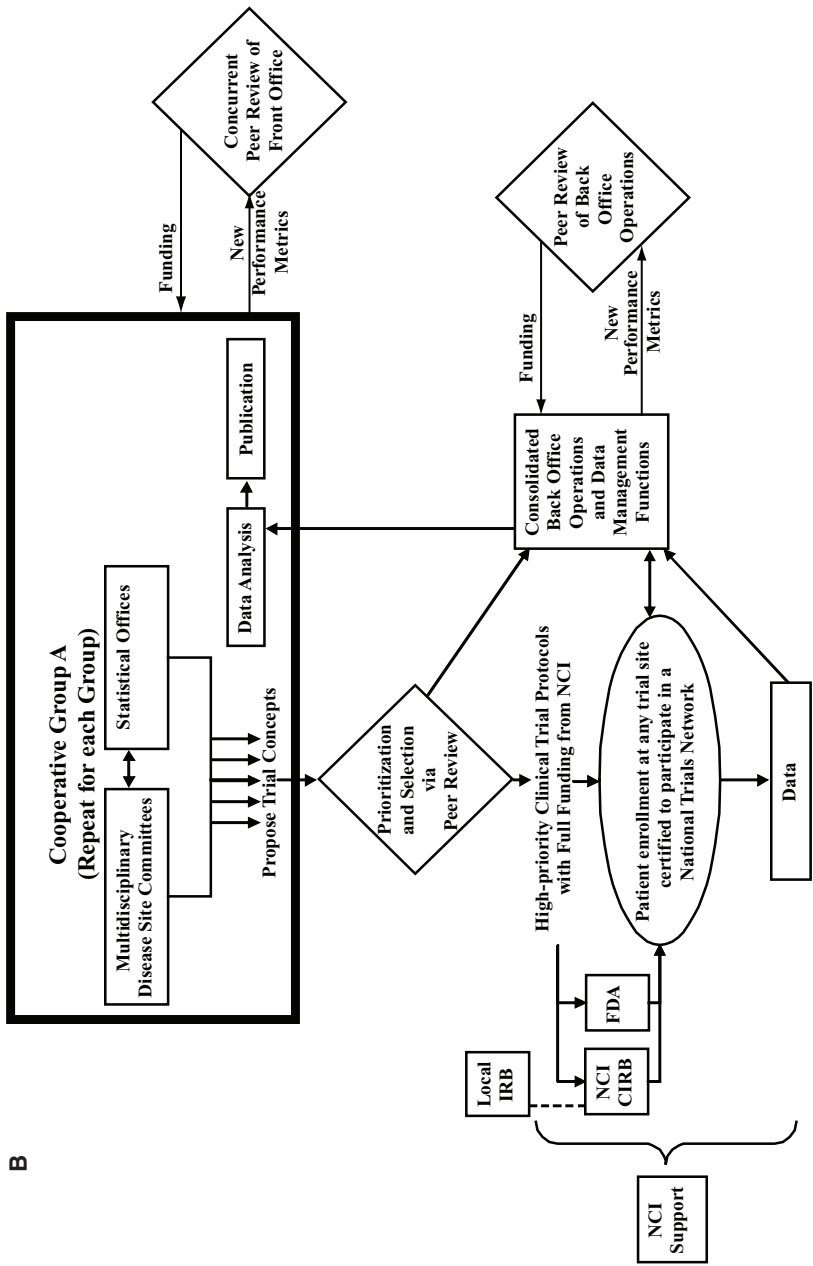 B
Cooperative Group A
(Repeat for each Group)
Multidisciplinary
Disease Site Committees
Statistical Offices
Propose Trial Concepts
Data Analysis
Publication
Funding
New
Performance
Metrics
Concurrent
Peer Review of
Front Office
Prioritization
and Selection
via
Peer Review
Local
IRB
NCI
CIRB
FDA
High-priority Clinical Trial Protocols
with Full Funding from NCI
Patient enrollment at any trial site
certified to participate in a
National Trials Network
Data
Consolidated
Back Office
Operations
and Data
Management
Functions
Funding
New
Performance
Metrics
Peer Review
of Back
Office
Operations
NCI
Support